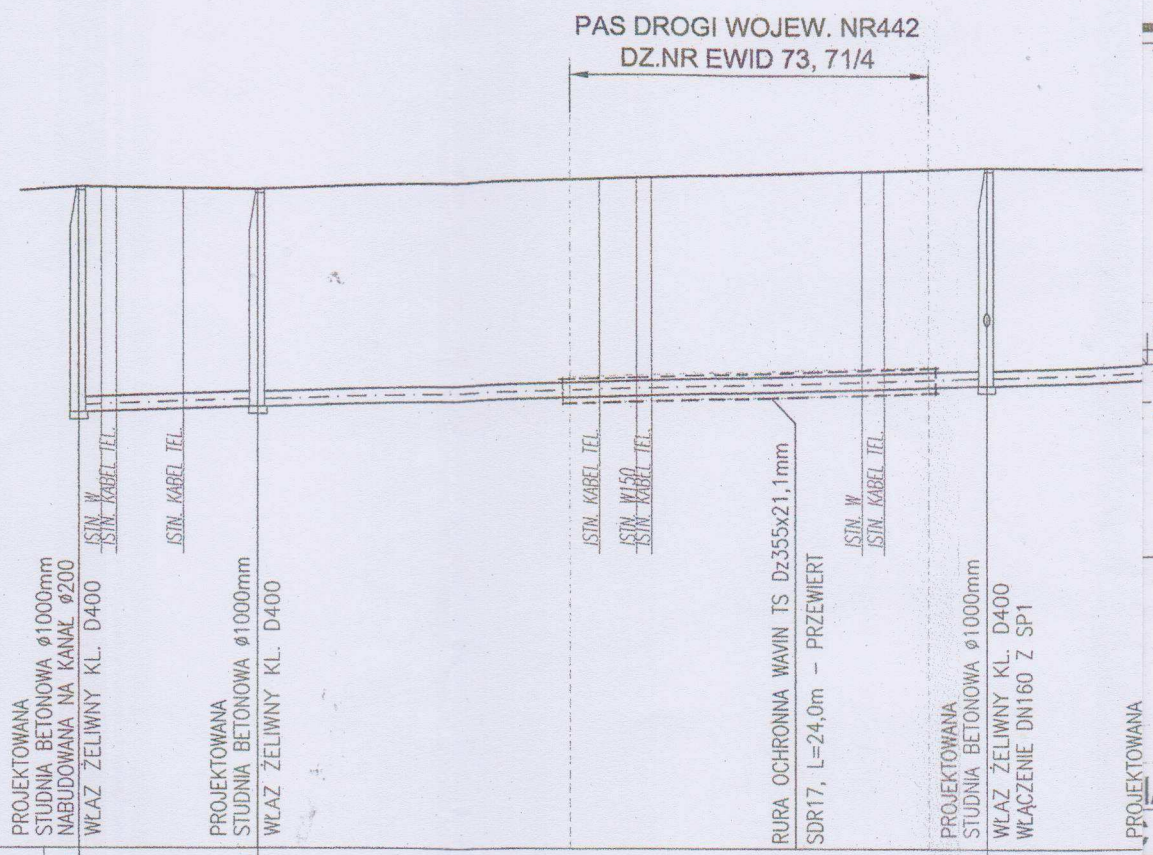 PAS DROGI WOJEW. NR442
DZ.NR EWID 73, 71/4
PROJEKTOWANA
STUDNIA BETONOWA ø1000mm
NABUDOWANA NA KANAŁ ø200
WŁAZ ŻELIWNY KL. D400
ISTN. W
ISTN. KABEL TEL.
ISTN. KABEL TEL.
PROJEKTOWANA
STUDNIA BETONOWA ø1000mm
WŁAZ ŻELIWNY KL. D400
ISTN. KABEL TEL.
ISTN. W150
ISTN. KABEL TEL.
RURA OCHRONNA WAVIN TS Dz355x21,1mm
SDR17, L=24,0m – PRZEWIERT
ISTN. W
ISTN. KABEL TEL.
PROJEKTOWANA
STUDNIA BETONOWA ø1000mm
WŁAZ ŻELIWNY KL. D400
WŁĄCZENIE DN160 Z SP1
PROJEKTOWANA